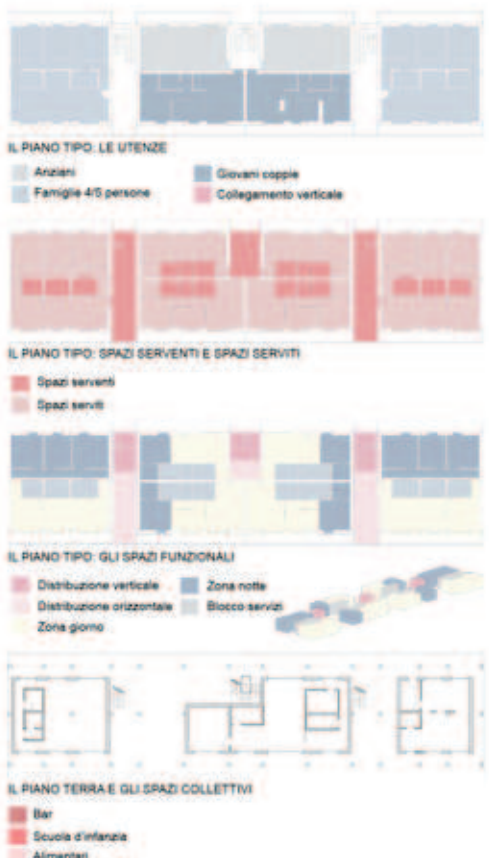 IL PIANO TIPO: LE UTENZE
Anziani
Giovani coppie
Famiglie 4/5 persone
Collegamento verticale
IL PIANO TIPO: SPAZI SERVENTI E SPAZI SERVITI
Spazi serventi
Spazi serviti
IL PIANO TIPO: GLI SPAZI FUNZIONALI
Distribuzione verticale
Zona notte
Distribuzione orizzontale
Blocco servizi
Zona giorno
IL PIANO TERRA E GLI SPAZI COLLETTIVI
Bar
Scuola d'infanzia
Alimentari